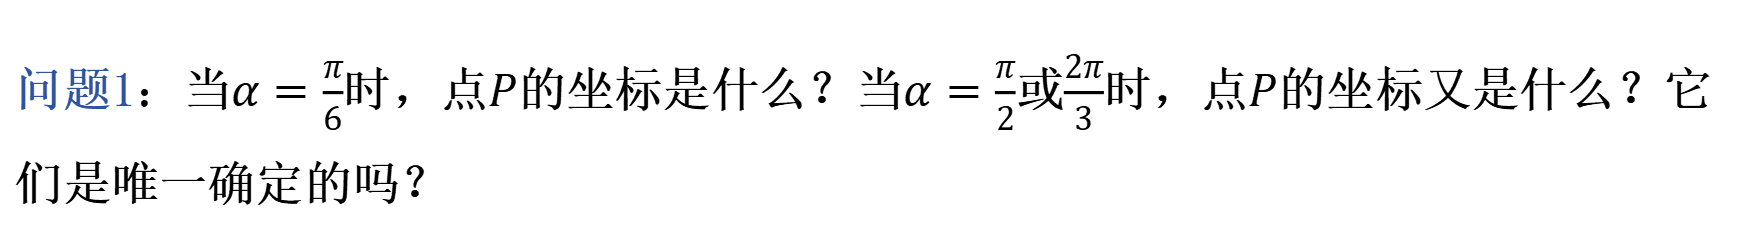 问题1：当α = π/6时，点P的坐标是什么？当α = π/2或2π/3时，点P的坐标又是什么？它
们是唯一确定的吗？